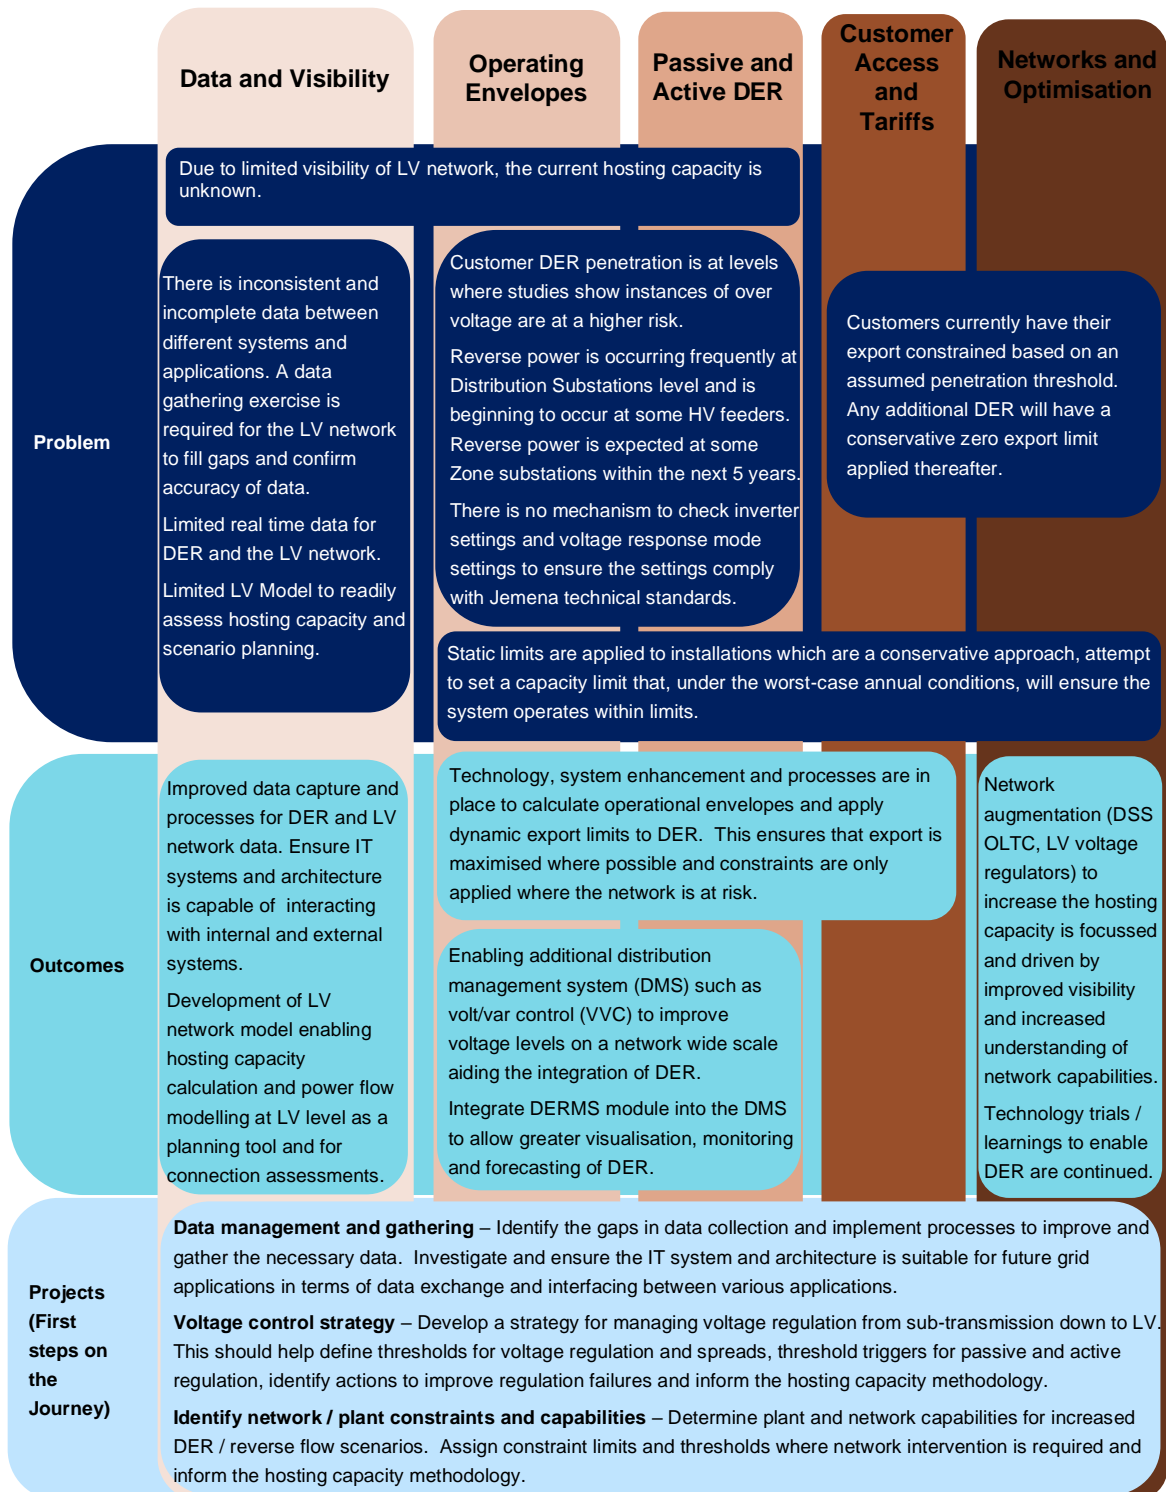 Data and Visibility
Operating
Envelopes
Passive and
Active DER
Customer
Access
and
Tariffs
Networks and
Optimisation
Problem
Due to limited visibility of LV network, the current hosting capacity is
unknown.
There is inconsistent and
incomplete data between
different systems and
applications. A data
gathering exercise is
required for the LV network
to fill gaps and confirm
accuracy of data.
Limited real time data for
DER and the LV network.
Limited LV Model to readily
assess hosting capacity and
scenario planning.
Customer DER penetration is at levels
where studies show instances of over
voltage are at a higher risk.
Reverse power is occurring frequently at
Distribution Substations level and is
beginning to occur at some HV feeders.
Reverse power is expected at some
Zone substations within the next 5 years.
There is no mechanism to check inverter
settings and voltage response mode
settings to ensure the settings comply
with Jemena technical standards.
Customers currently have their
export constrained based on an
assumed penetration threshold.
Any additional DER will have a
conservative zero export limit
applied thereafter.
Static limits are applied to installations which are a conservative approach, attempt
to set a capacity limit that, under the worst-case annual conditions, will ensure the
system operates within limits.
Outcomes
Improved data capture and
processes for DER and LV
network data. Ensure IT
systems and architecture
is capable of interacting
with internal and external
systems.
Development of LV
network model enabling
hosting capacity
calculation and power flow
modelling at LV level as a
planning tool and for
connection assessments.
Technology, system enhancement and processes are in
place to calculate operational envelopes and apply
dynamic export limits to DER. This ensures that export is
maximised where possible and constraints are only
applied where the network is at risk.
Enabling additional distribution
management system (DMS) such as
volt/var control (VVC) to improve
voltage levels on a network wide scale
aiding the integration of DER.
Integrate DERMS module into the DMS
to allow greater visualisation, monitoring
and forecasting of DER.
Network
augmentation (DSS
OLTC, LV voltage
regulators) to
increase the hosting
capacity is focussed
and driven by
improved visibility
and increased
understanding of
network capabilities.
Technology trials /
learnings to enable
DER are continued.
Projects
(First
steps on
the
Journey)
Data management and gathering – Identify the gaps in data collection and implement processes to improve and
gather the necessary data. Investigate and ensure the IT system and architecture is suitable for future grid
applications in terms of data exchange and interfacing between various applications.
Voltage control strategy – Develop a strategy for managing voltage regulation from sub-transmission down to LV.
This should help define thresholds for voltage regulation and spreads, threshold triggers for passive and active
regulation, identify actions to improve regulation failures and inform the hosting capacity methodology.
Identify network / plant constraints and capabilities – Determine plant and network capabilities for increased
DER / reverse flow scenarios. Assign constraint limits and thresholds where network intervention is required and
inform the hosting capacity methodology.